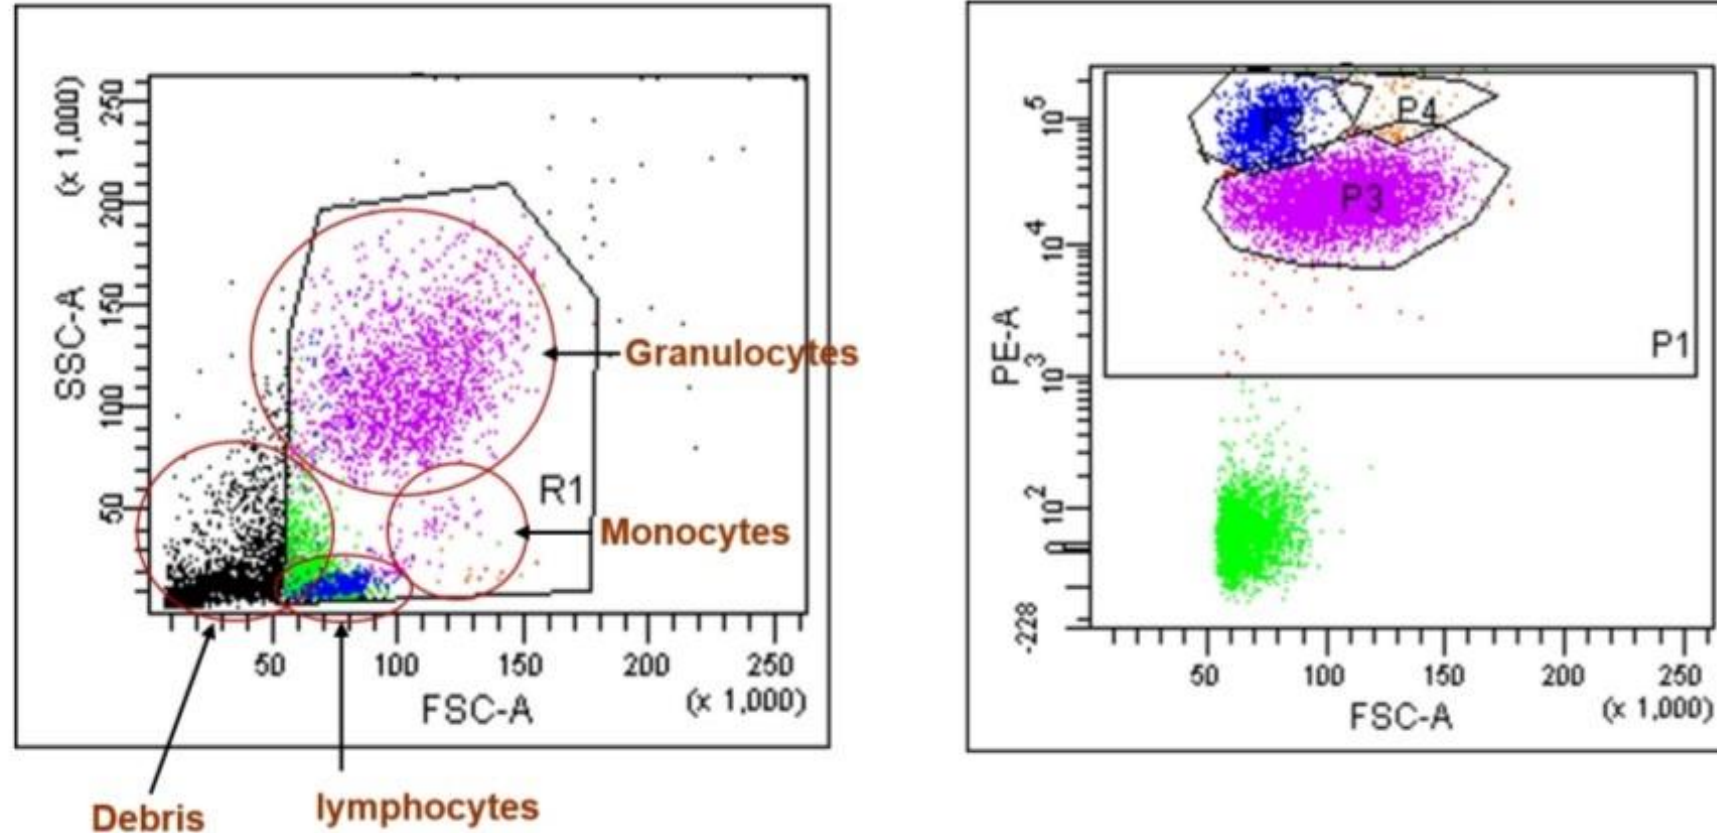 250
200
150
100
50
(x 1,000)
SSC-A
Granulocytes
R1
Monocytes
50 100 150 200 250
FSC-A
(x 1,000)
Debris
lymphocytes
10^5
10^4
10^3
10^2
0
-228
PE-A
P4
P3
P1
50 100 150 200 250
FSC-A
(x 1,000)